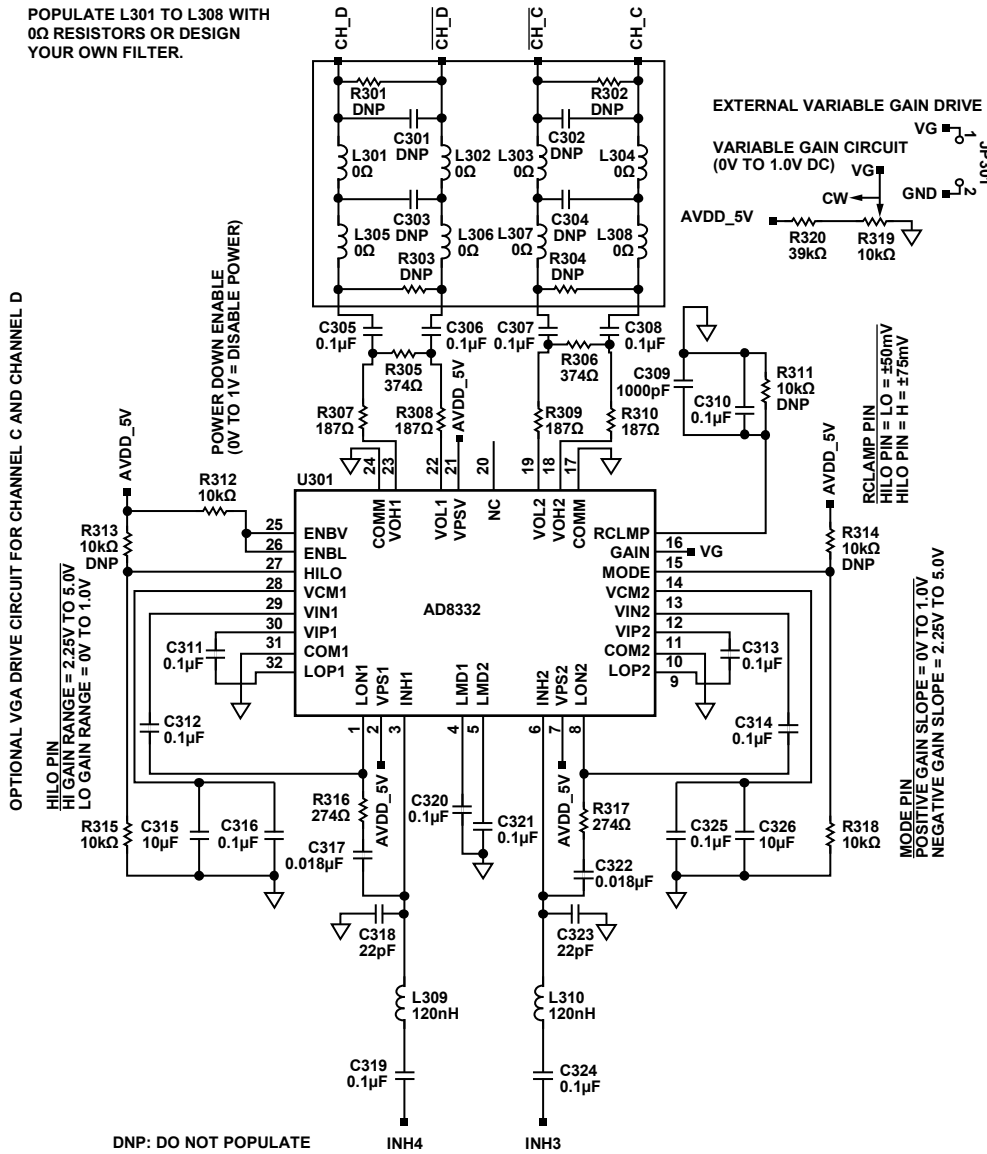 POPULATE L301 TO L308 WITH
0Ω RESISTORS OR DESIGN
YOUR OWN FILTER.
CH_D
CH_D
CH_C
CH_C
R301
DNP
R302
DNP
C301
DNP
C302
DNP
L301
0Ω
L302
0Ω
L303
0Ω
L304
0Ω
C303
DNP
C304
DNP
L305
0Ω
L306
0Ω
L307
0Ω
L308
0Ω
R303
DNP
R304
DNP
EXTERNAL VARIABLE GAIN DRIVE
VG
1
JP301
2
GND
VARIABLE GAIN CIRCUIT
(0V TO 1.0V DC)
VG
CW
AVDD_5V
R320
39kΩ
R319
10kΩ
C305
0.1µF
C306
0.1µF
C307
0.1µF
C308
0.1µF
R305
374Ω
R306
374Ω
R307
187Ω
R308
187Ω
AVDD_5V
R309
187Ω
R310
187Ω
C309
1000pF
C310
0.1µF
R311
10kΩ
DNP
RCLAMP PIN
HILO PIN = LO = ±50mV
HILO PIN = H = ±75mV
OPTIONAL VGA DRIVE CIRCUIT FOR CHANNEL C AND CHANNEL D
POWER DOWN ENABLE
(0V TO 1V = DISABLE POWER)
AVDD_5V
R312
10kΩ
R313
10kΩ
DNP
AVDD_5V
R314
10kΩ
DNP
U301
24
23
22
21
20
19
18
17
COMM
VOH1
VOL1
VPSV
NC
VOL2
VOH2
COMM
25
ENBV
26
ENBL
27
HILO
28
VCM1
29
VIN1
30
VIP1
31
COM1
32
LOP1
AD8332
RCLMP
16
GAIN
VG
15
MODE
14
VCM2
13
VIN2
12
VIP2
11
COM2
10
LOP2
9
LON1
VPS1
INH1
LMD1
LMD2
INH2
VPS2
LON2
1
2
3
4
5
6
7
8
C311
0.1µF
C312
0.1µF
C313
0.1µF
C314
0.1µF
HILO PIN
HI GAIN RANGE = 2.25V TO 5.0V
LO GAIN RANGE = 0V TO 1.0V
MODE PIN
POSITIVE GAIN SLOPE = 0V TO 1.0V
NEGATIVE GAIN SLOPE = 2.25V TO 5.0V
R315
10kΩ
C315
10µF
C316
0.1µF
R316
274Ω
AVDD_5V
C317
0.018µF
C320
0.1µF
C321
0.1µF
AVDD_5V
R317
274Ω
C322
0.018µF
C325
0.1µF
C326
10µF
R318
10kΩ
C318
22pF
C323
22pF
L309
120nH
L310
120nH
C319
0.1µF
C324
0.1µF
DNP: DO NOT POPULATE
INH4
INH3